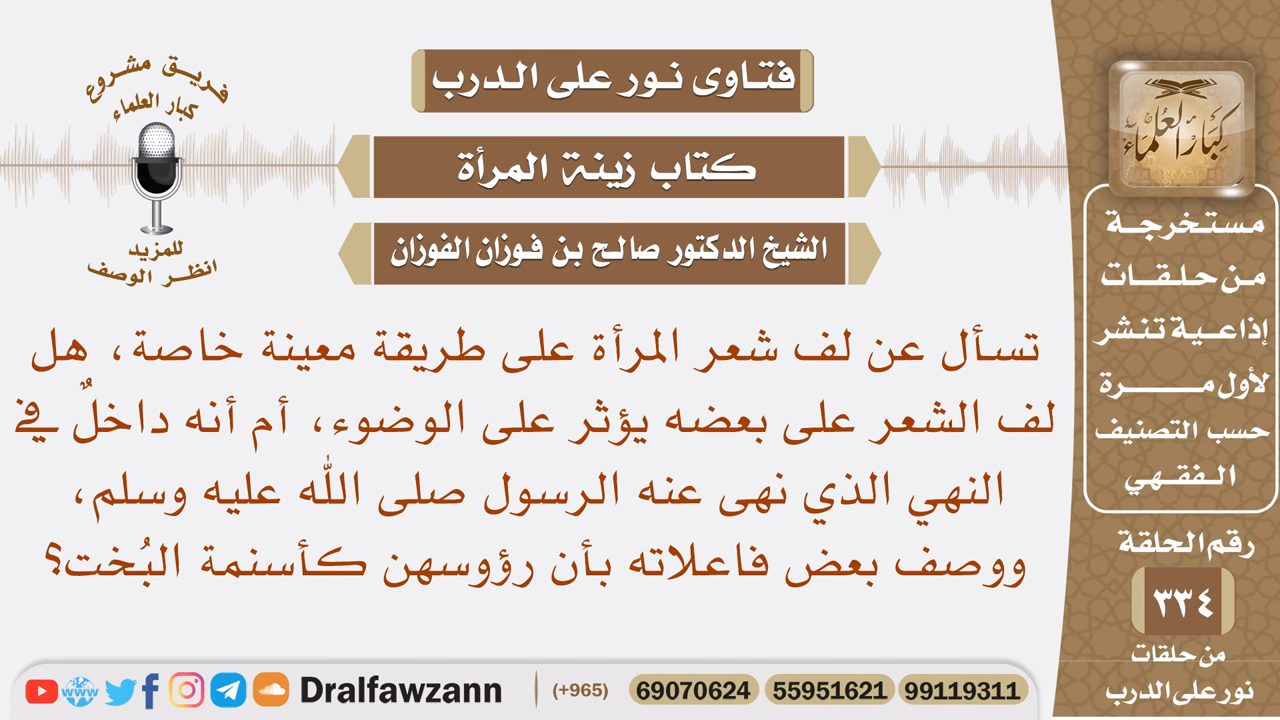 فتاوى نور على الدرب
كتاب زينة المرأة
الشيخ الدكتور صالح بن فوزان الفوزان
فريق مشروع
كبار العلماء
للمزيد
انظر الوصف
تسأل عن لف شعر المرأة على طريقة معينة خاصة، هل
لف الشعر على بعضه يؤثر على الوضوء، أم أنه داخلٌ في
النهي الذي نهى عنه الرسول صلى الله عليه وسلم،
ووصف بعض فاعلاته بأن رؤوسهن كأسنمة البُخت؟
كبار العلماء
مستخرجة
من حلقات
إذاعية تنشر
لأول مرة
حسب التصنيف
الفقهي
رقم الحلقة
٣٣٤
من حلقات
نور على الدرب
www
Dralfawzann
(+965)
69070624
55951621
99119311